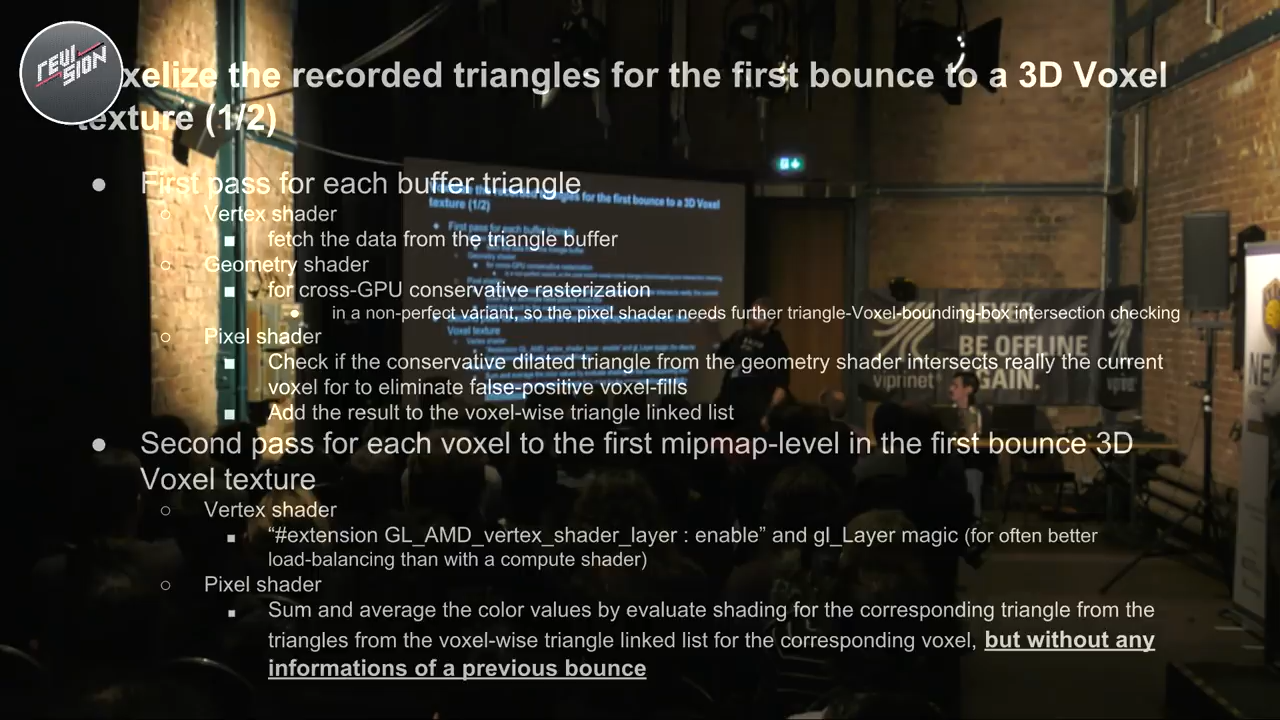 REVISION
xelize the recorded triangles for the first bounce to a 3D Voxel
texture (1/2)
● First pass for each buffer triangle
○ Vertex shader
■ fetch the data from the triangle buffer
○ Geometry shader
■ for cross-GPU conservative rasterization
● in a non-perfect variant, so the pixel shader needs further triangle-Voxel-bounding-box intersection checking
○ Pixel shader
■ Check if the conservative dilated triangle from the geometry shader intersects really the current
voxel for to eliminate false-positive voxel-fills
■ Add the result to the voxel-wise triangle linked list
● Second pass for each voxel to the first mipmap-level in the first bounce 3D
Voxel texture
○ Vertex shader
■ “#extension GL_AMD_vertex_shader_layer : enable” and gl_Layer magic (for often better
load-balancing than with a compute shader)
○ Pixel shader
■ Sum and average the color values by evaluate shading for the corresponding triangle from the
triangles from the voxel-wise triangle linked list for the corresponding voxel, but without any
informations of a previous bounce
NEVER
BE OFFLINE
AGAIN.
viprinet